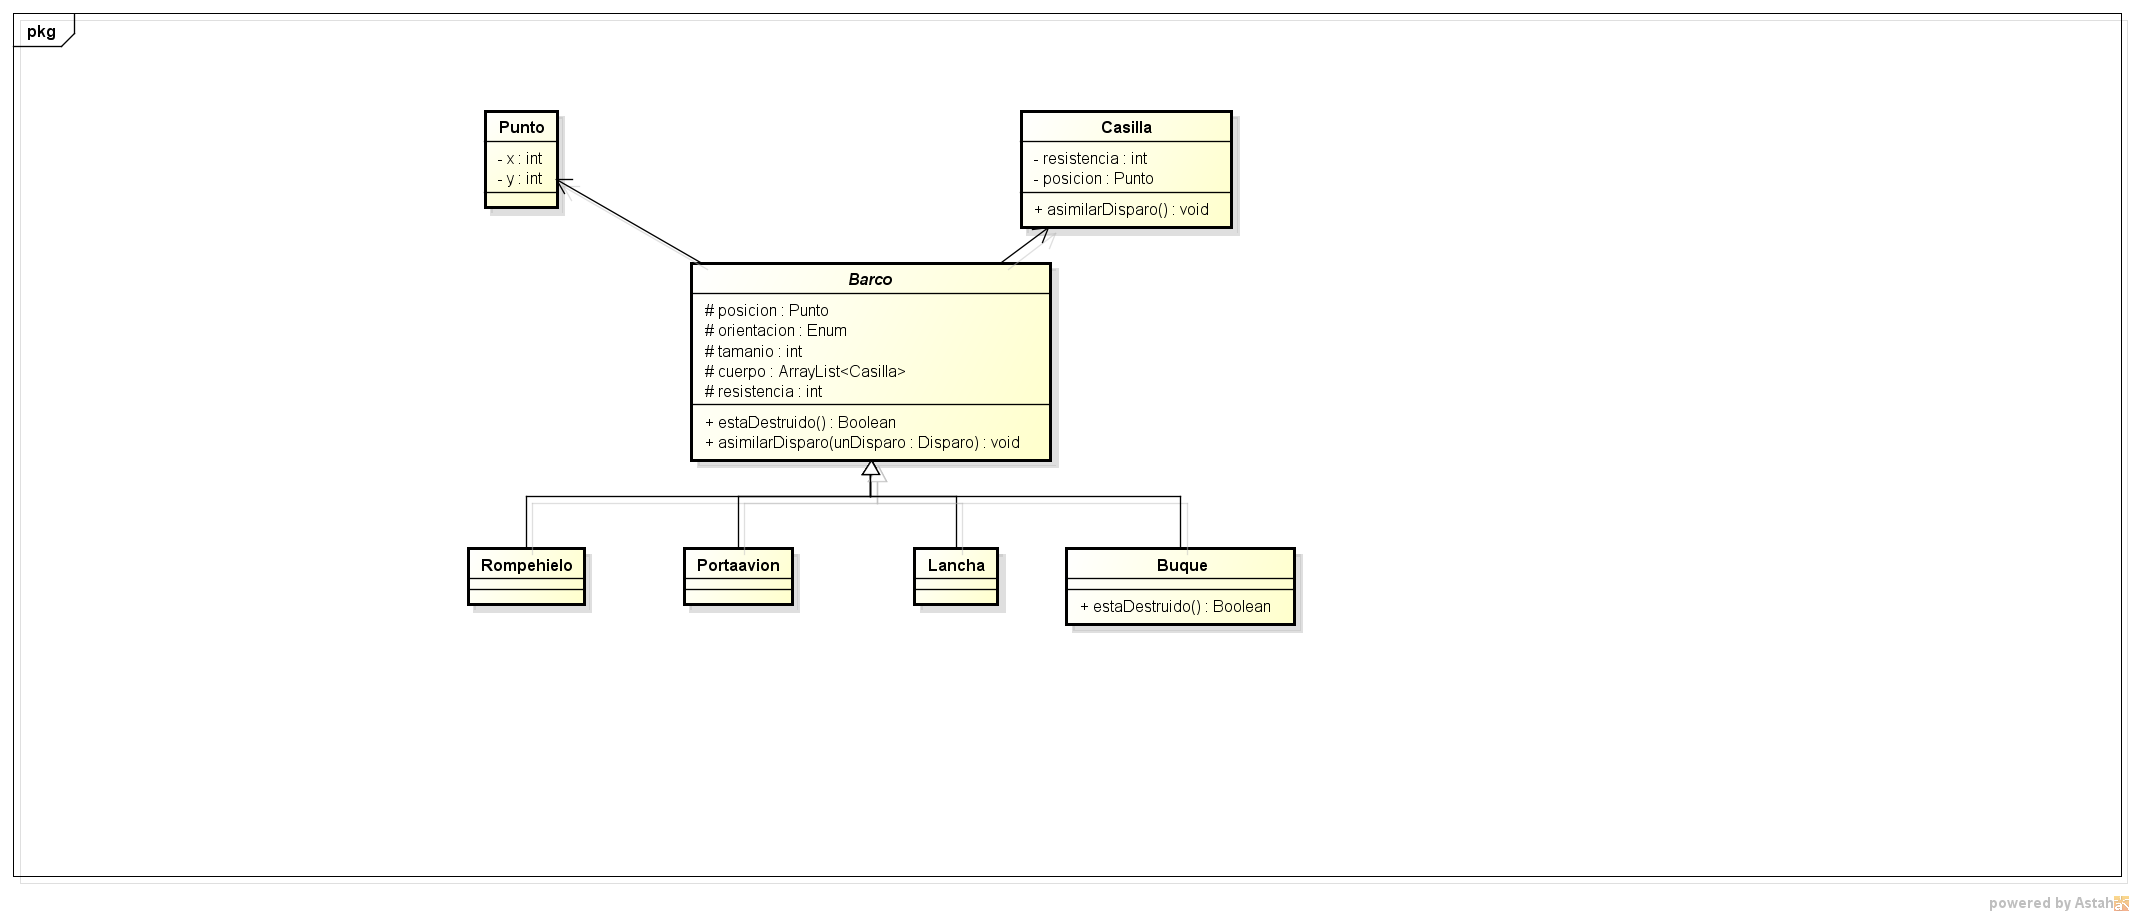 pkg
Punto
- x : int
- y : int
Casilla
- resistencia : int
- posicion : Punto
+ asimilarDisparo() : void
Barco
# posicion : Punto
# orientacion : Enum
# tamanio : int
# cuerpo : ArrayList<Casilla>
# resistencia : int
+ estaDestruido() : Boolean
+ asimilarDisparo(unDisparo : Disparo) : void
Rompehielo
Portaavion
Lancha
Buque
+ estaDestruido() : Boolean
powered by Astah